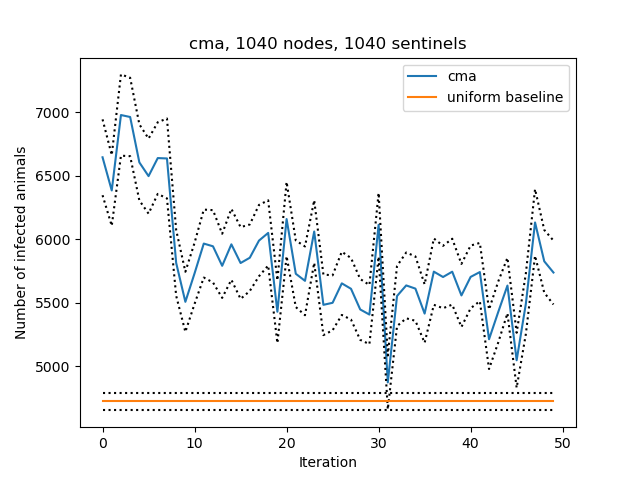 cma, 1040 nodes, 1040 sentinels
cma
uniform baseline
Number of infected animals
7000
6500
6000
5500
5000
0
10
20
30
40
50
Iteration